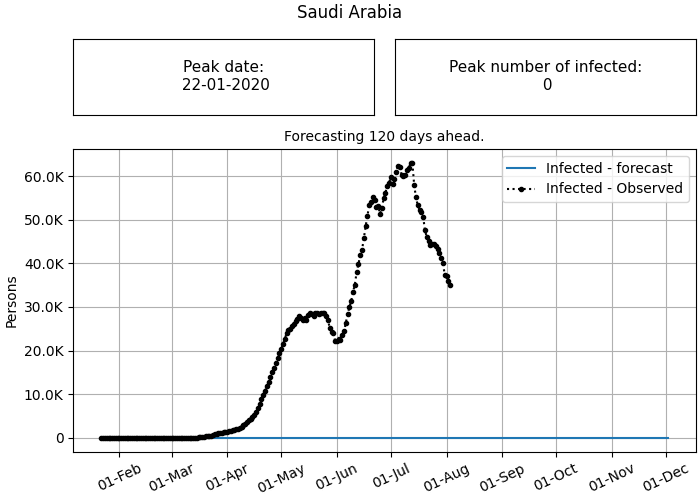 Saudi Arabia
Peak date:
22-01-2020
Peak number of infected:
0
Forecasting 120 days ahead.
Infected - forecast
Infected - Observed
Persons
60.0K
50.0K
40.0K
30.0K
20.0K
10.0K
0
01-Feb
01-Mar
01-Apr
01-May
01-Jun
01-Jul
01-Aug
01-Sep
01-Oct
01-Nov
01-Dec